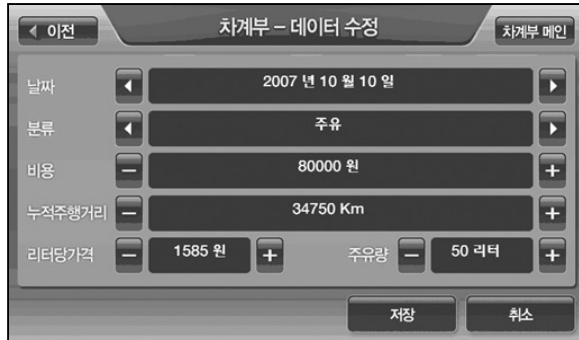 이전 차계부 – 데이터 수정 차계부 메인
날짜 2007 년 10 월 10 일
분류 주유
비용 80000 원
누적주행거리 34750 Km
리터당가격 1585 원 주유량 50 리터
저장 취소